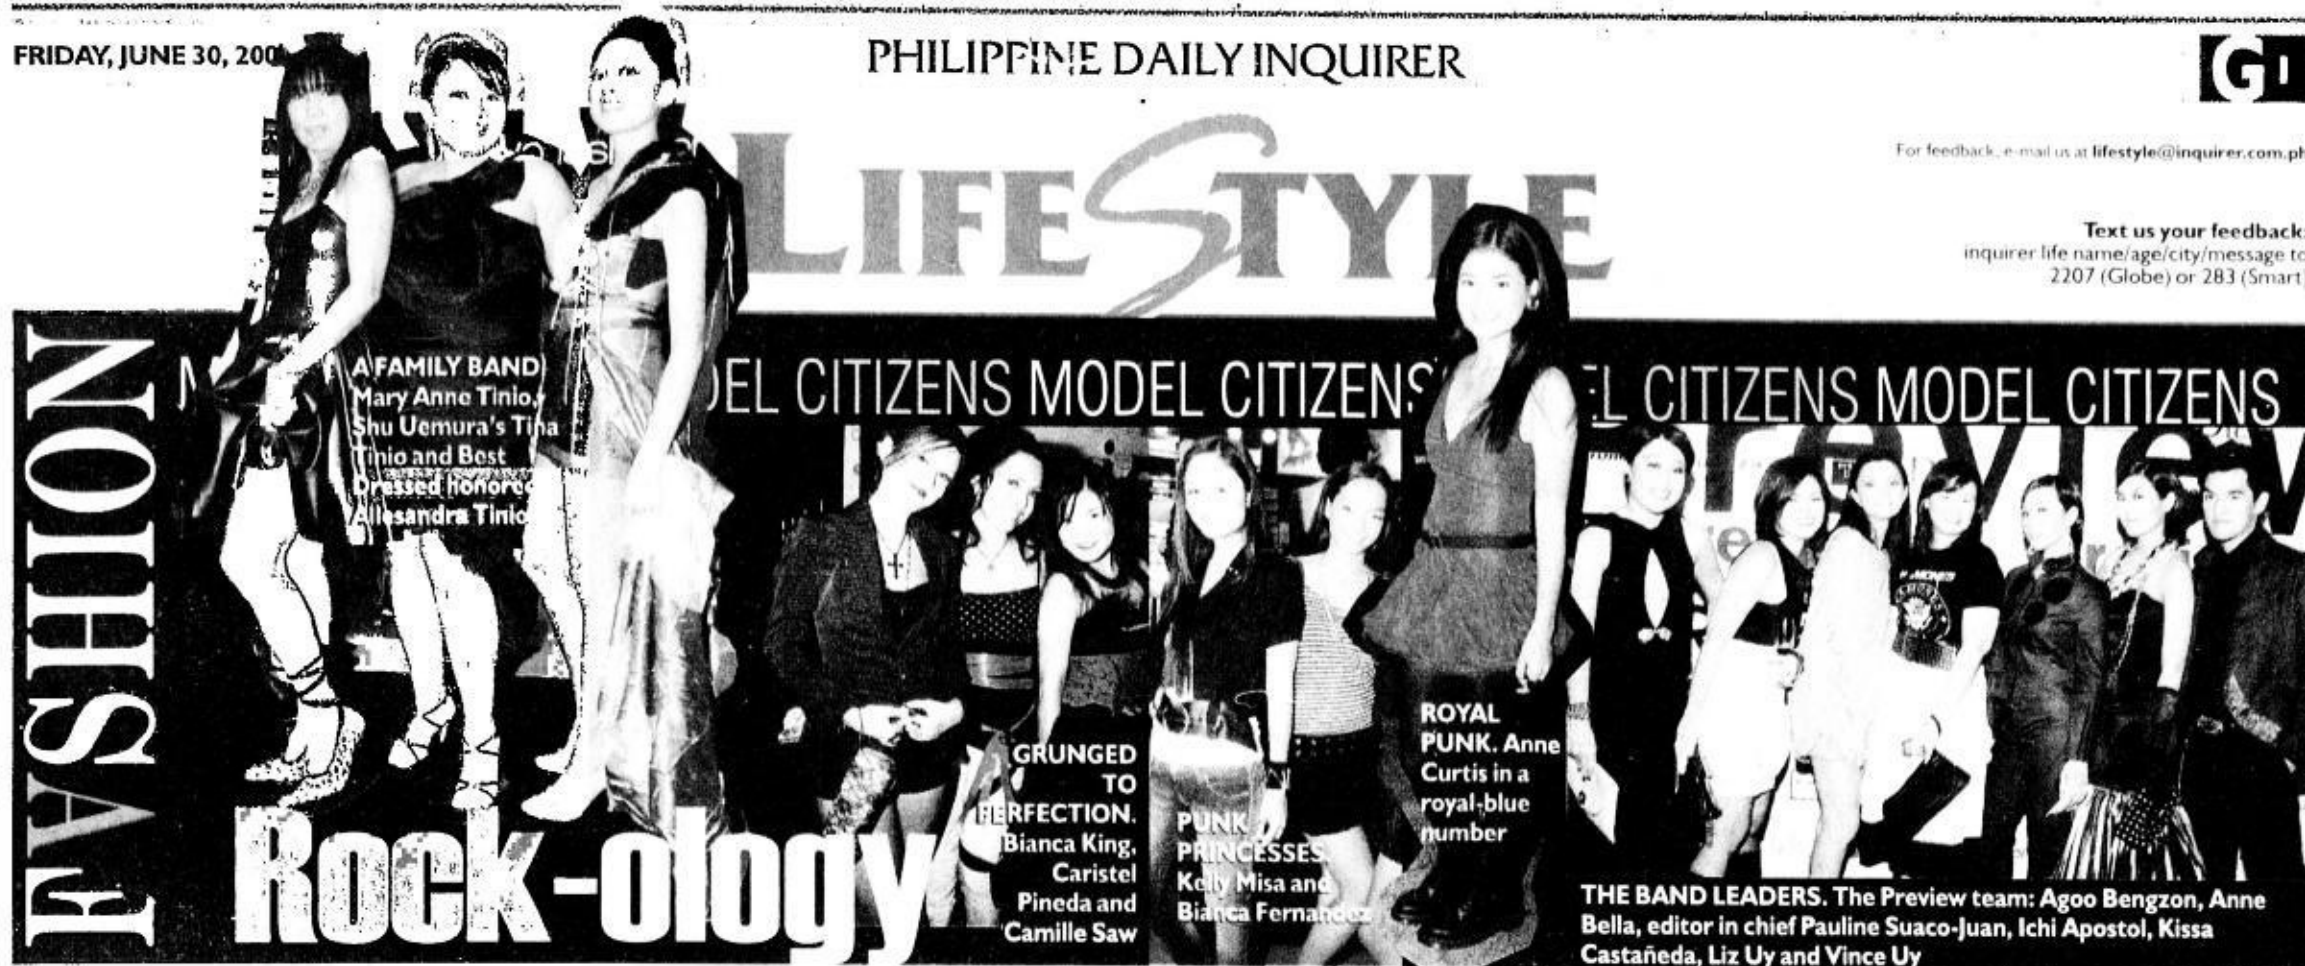 FRIDAY, JUNE 30, 200
PHILIPPINE DAILY INQUIRER
LIFESTYLE
For feedback, e-mail us at lifestyle@inquirer.com.ph
Text us your feedback:
inquirer life name/age/city/message to
2207 (Globe) or 283 (Smart)
FASHION
CITIZENS MODEL CITIZENS CITIZENS MODEL CITIZENS
A FAMILY BAND
Mary Anne Tinio,
Shu Uemura's Tina
Tinio and Best
Dressed honoree
Allesandra Tinio
Rock-ology
GRUNGED
TO
PERFECTION.
Bianca King,
Caristel
Pineda and
Camille Saw
PUNK
PRINCESSES.
Kelly Misa and
Bianca Fernandez
ROYAL
PUNK. Anne
Curtis in a
royal-blue
number
Preview
THE BAND LEADERS. The Preview team: Agoo Bengzon, Anne
Bella, editor in chief Pauline Suaco-Juan, Ichi Apostol, Kissa
Castañeda, Liz Uy and Vince Uy